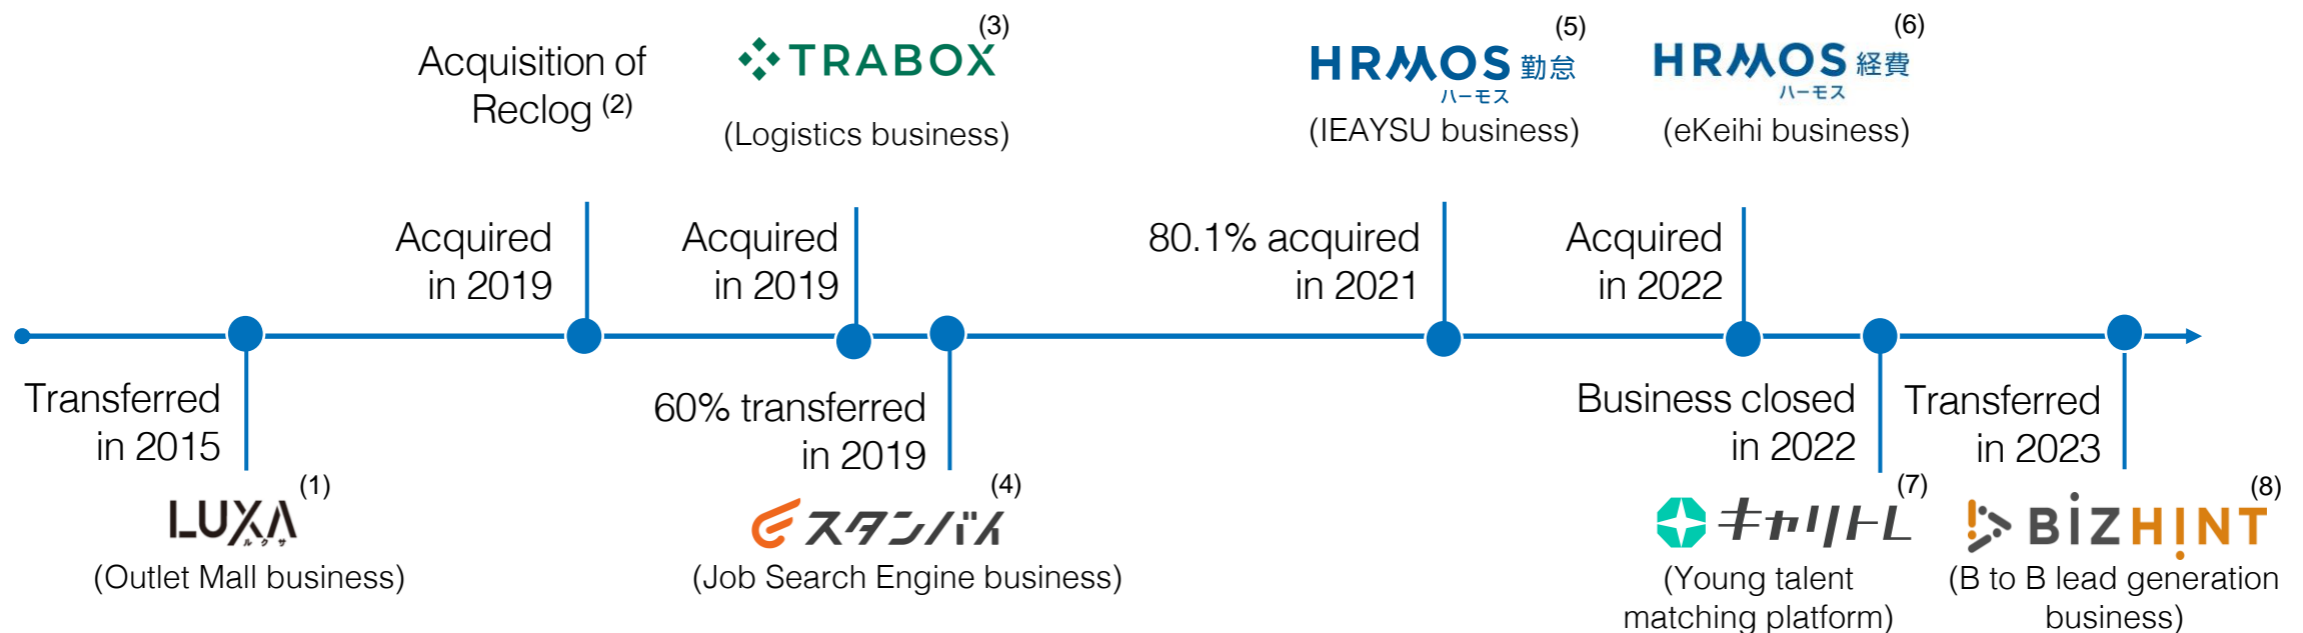 Acquisition of
Reclog (2)
TRABOX (3)
(Logistics business)
HRMOS 勤怠 (5)
ハーモス
(IEAYSU business)
HRMOS 経費 (6)
ハーモス
(eKeihi business)
Acquired
in 2019
Acquired
in 2019
80.1% acquired
in 2021
Acquired
in 2022
Transferred
in 2015
60% transferred
in 2019
Business closed
in 2022
Transferred
in 2023
LUXA (1)
ルクサ
(Outlet Mall business)
スタンバイ (4)
(Job Search Engine business)
キャリトレ (7)
(Young talent
matching platform)
BIZHINT (8)
(B to B lead generation
business)